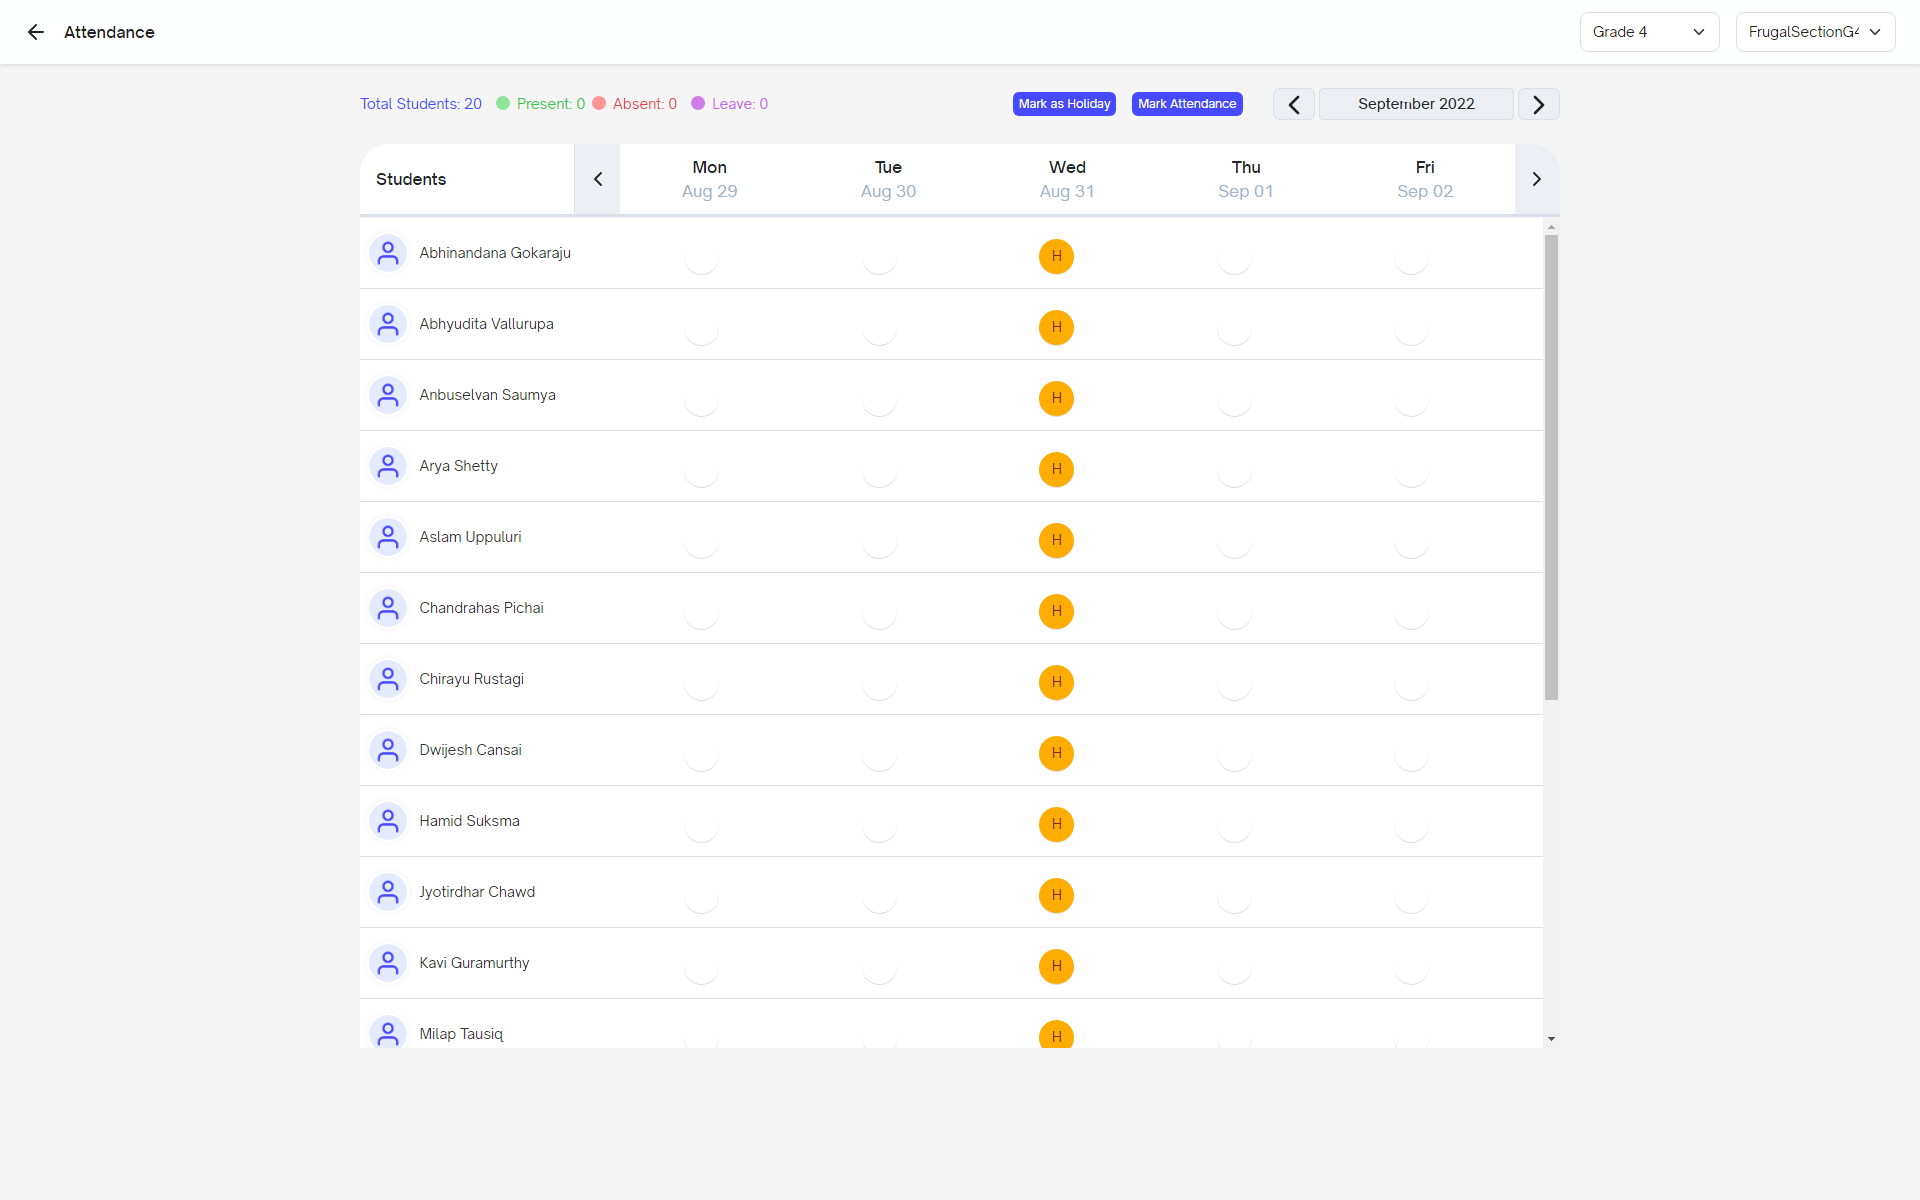 Attendance
Grade 4
FrugalSectionG4
Total Students: 20 Present: 0 Absent: 0 Leave: 0
Mark as Holiday
Mark Attendance
September 2022
Students
Mon Tue Wed Thu Fri
Aug 29 Aug 30 Aug 31 Sep 01 Sep 02
Abhinandana Gokaraju H
Abhyudita Vallurupa H
Anbuselvan Saumya H
Arya Shetty H
Aslam Uppuluri H
Chandrahas Pichai H
Chirayu Rustagi H
Dwijesh Cansai H
Hamid Suksma H
Jyotirdhar Chawd H
Kavi Guramurthy H
Milap Tausiq H